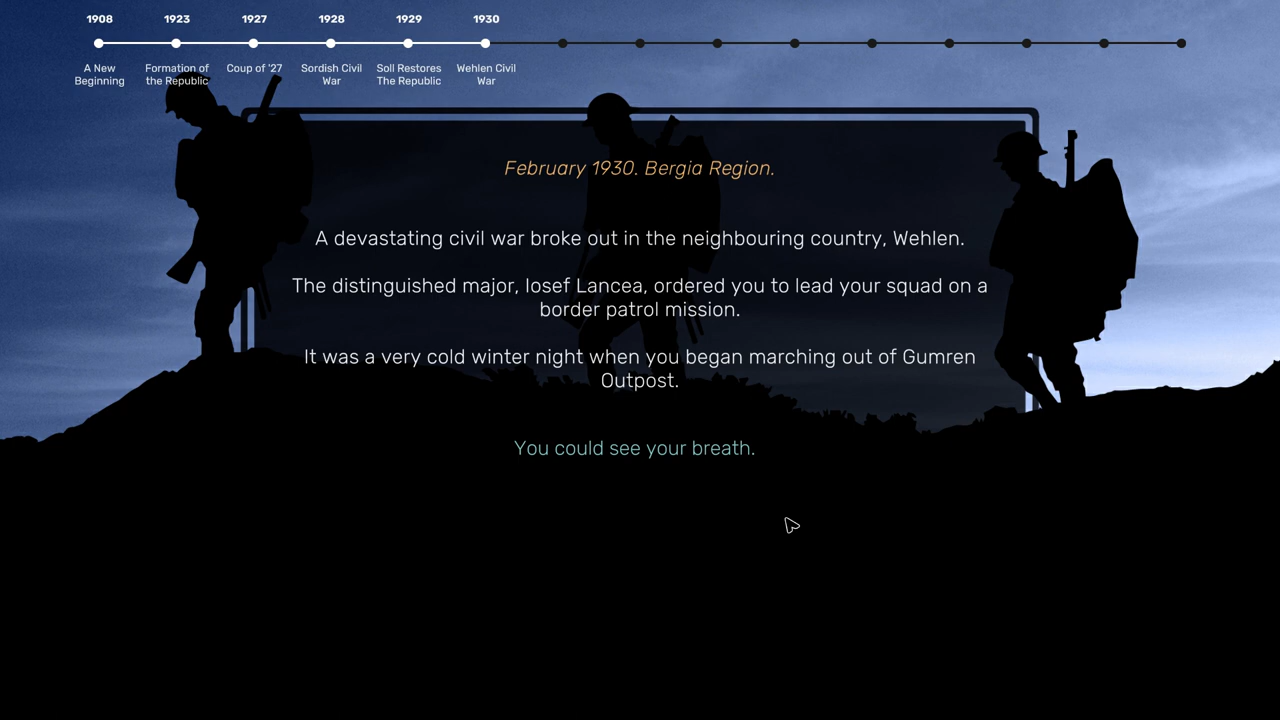 1908 1923 1927 1928 1929 1930
A New Beginning
Formation of the Republic
Coup of '27
Sordish Civil War
Soll Restores The Republic
Wehlen Civil War
February 1930. Bergia Region.
A devastating civil war broke out in the neighbouring country, Wehlen.
The distinguished major, Iosef Lancea, ordered you to lead your squad on a
border patrol mission.
It was a very cold winter night when you began marching out of Gumren
Outpost.
You could see your breath.